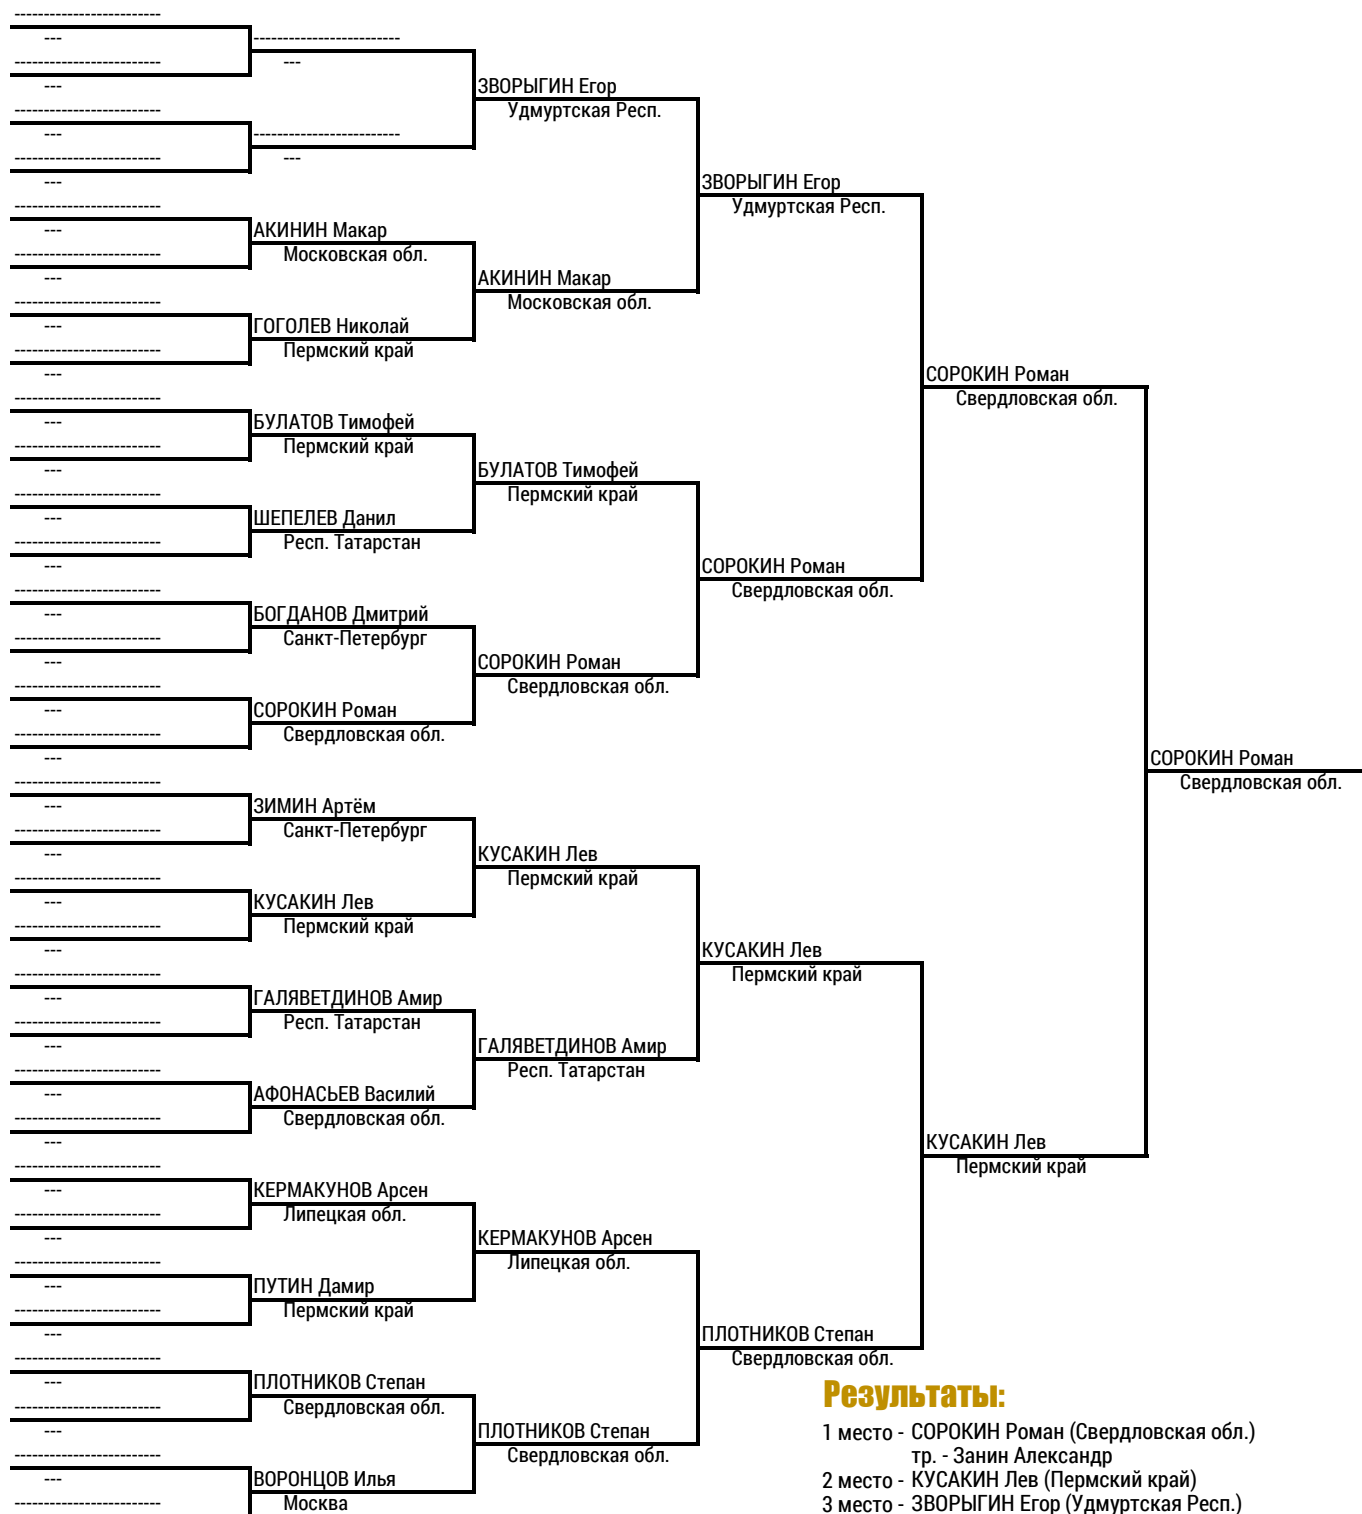 -------------------------
---
-------------------------
---
-------------------------
---
-------------------------
---
-------------------------
---
-------------------------
---
-------------------------
---
-------------------------
---
-------------------------
---
-------------------------
---
-------------------------
---
-------------------------
---
-------------------------
---
-------------------------
---
-------------------------
---
-------------------------
---
-------------------------
---
-------------------------
---
-------------------------
---
-------------------------
---
-------------------------
---
-------------------------
---
-------------------------
---
-------------------------
---
-------------------------
---
-------------------------
---
-------------------------
---
-------------------------
---
-------------------------
---
-------------------------
---
-------------------------
---
-------------------------
-------------------------
---
-------------------------
---
АКИНИН Макар
Московская обл.
ГОГОЛЕВ Николай
Пермский край
БУЛАТОВ Тимофей
Пермский край
ШЕПЕЛЕВ Данил
Респ. Татарстан
БОГДАНОВ Дмитрий
Санкт-Петербург
СОРОКИН Роман
Свердловская обл.
ЗИМИН Артём
Санкт-Петербург
КУСАКИН Лев
Пермский край
ГАЛЯВЕТДИНОВ Амир
Респ. Татарстан
АФОНАСЬЕВ Василий
Свердловская обл.
КЕРМАКУНОВ Арсен
Липецкая обл.
ПУТИН Дамир
Пермский край
ПЛОТНИКОВ Степан
Свердловская обл.
ВОРОНЦОВ Илья
Москва
ЗВОРЫГИН Егор
Удмуртская Респ.
АКИНИН Макар
Московская обл.
БУЛАТОВ Тимофей
Пермский край
СОРОКИН Роман
Свердловская обл.
КУСАКИН Лев
Пермский край
ГАЛЯВЕТДИНОВ Амир
Респ. Татарстан
КЕРМАКУНОВ Арсен
Липецкая обл.
ПЛОТНИКОВ Степан
Свердловская обл.
ЗВОРЫГИН Егор
Удмуртская Респ.
СОРОКИН Роман
Свердловская обл.
КУСАКИН Лев
Пермский край
ПЛОТНИКОВ Степан
Свердловская обл.
СОРОКИН Роман
Свердловская обл.
КУСАКИН Лев
Пермский край
СОРОКИН Роман
Свердловская обл.
Результаты:
1 место - СОРОКИН Роман (Свердловская обл.)
тр. - Занин Александр
2 место - КУСАКИН Лев (Пермский край)
3 место - ЗВОРЫГИН Егор (Удмуртская Респ.)